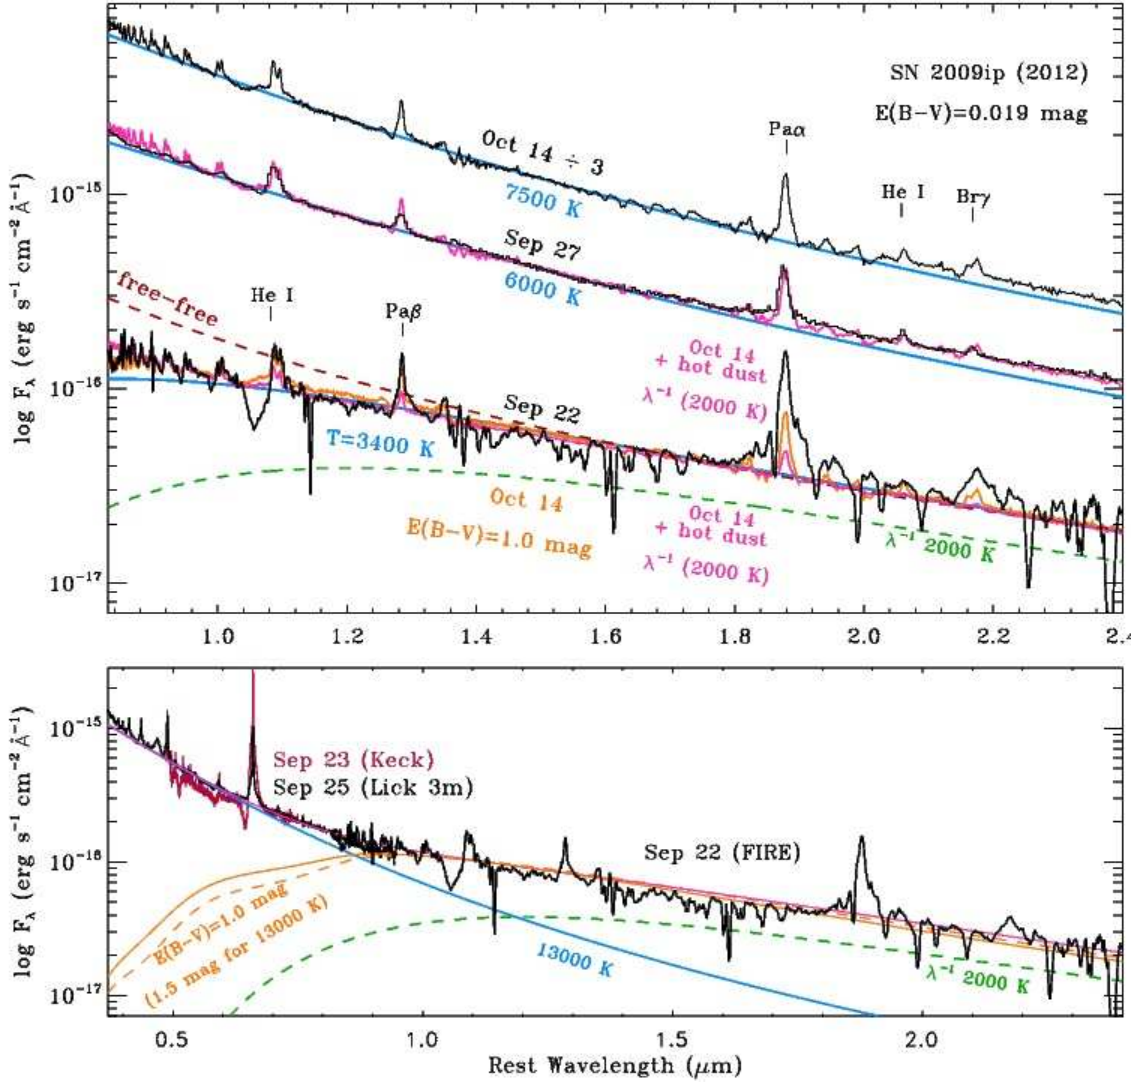 SN 2009ip (2012)
E(B−V)=0.019 mag
Oct 14 ÷ 3
7500 K
Paα
He I
Brγ
Sep 27
6000 K
free−free
He I
Paβ
Oct 14
+ hot dust
λ⁻¹ (2000 K)
Sep 22
T=3400 K
Oct 14
E(B−V)=1.0 mag
Oct 14
+ hot dust
λ⁻¹ (2000 K)
λ⁻¹ 2000 K
log F_λ (erg s⁻¹ cm⁻² Å⁻¹)
10⁻¹⁵
10⁻¹⁶
10⁻¹⁷
1.0 1.2 1.4 1.6 1.8 2.0 2.2 2.4
Sep 23 (Keck)
Sep 25 (Lick 3m)
Sep 22 (FIRE)
E(B−V)=1.0 mag
(1.5 mag for 13000 K)
13000 K
λ⁻¹ 2000 K
log F_λ (erg s⁻¹ cm⁻² Å⁻¹)
10⁻¹⁵
10⁻¹⁶
10⁻¹⁷
0.5 1.0 1.5 2.0
Rest Wavelength (μm)